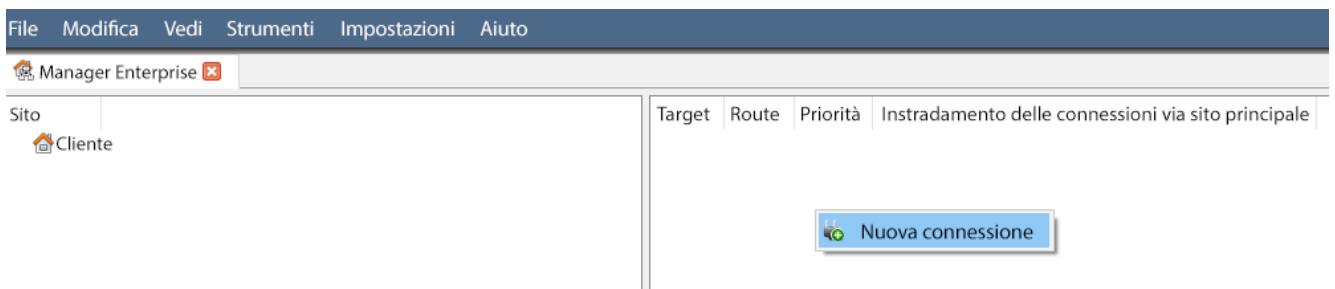 File Modifica Vedi Strumenti Impostazioni Aiuto
Manager Enterprise
Sito
Cliente
Target Route Priorità Instradamento delle connessioni via sito principale
Nuova connessione